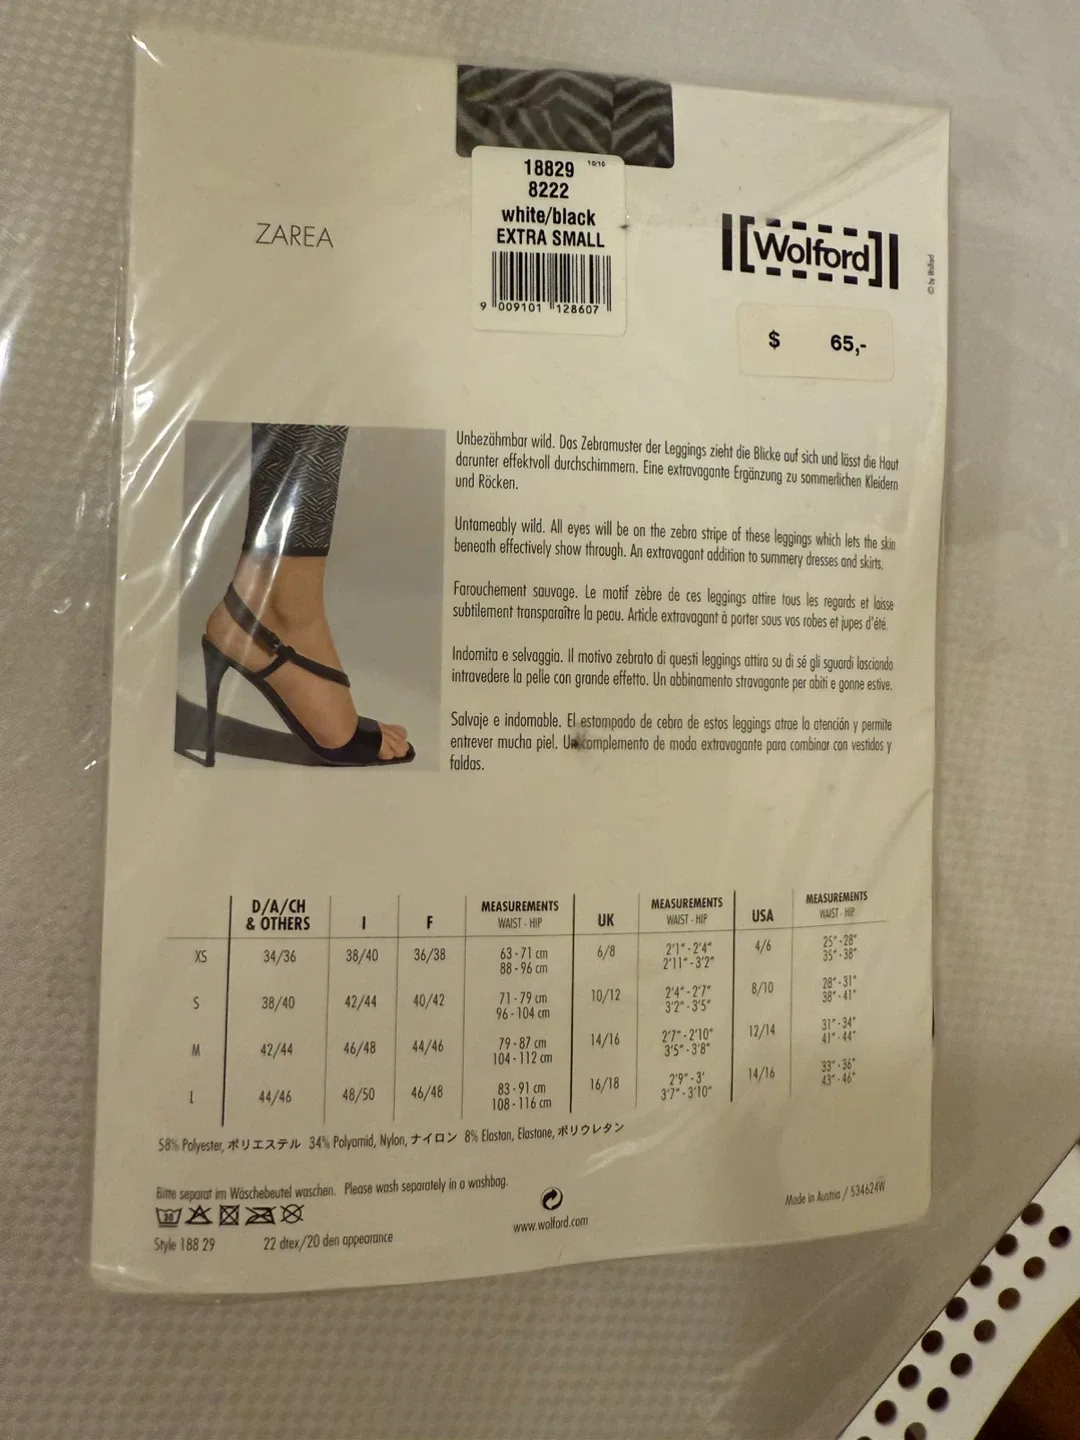 18829 10/10
8222
white/black
EXTRA SMALL
9 009101 128607
ZAREA
Wolford
© by Wolford
$ 65,-
Unbezähmbar wild. Das Zebramuster der Leggings zieht die Blicke auf sich und lässt die Haut
darunter effektvoll durchschimmern. Eine extravagante Ergänzung zu sommerlichen Kleidern
und Röcken.
Untameably wild. All eyes will be on the zebra stripe of these leggings which lets the skin
beneath effectively show through. An extravagant addition to summery dresses and skirts.
Farouchement sauvage. Le motif zèbre de ces leggings attire tous les regards et laisse
subtilement transparaître la peau. Article extravagant à porter sous vos robes et jupes d'été.
Indomita e selvaggia. Il motivo zebrato di questi leggings attira su di sé gli sguardi lasciando
intravedere la pelle con grande effetto. Un abbinamento stravagante per abiti e gonne estive.
Salvaje e indomable. El estampado de cebra de estos leggings atrae la atención y permite
entrever mucha piel. Un complemento de moda extravagante para combinar con vestidos y
faldas.
D/A/CH & OTHERS I F MEASUREMENTS WAIST - HIP UK MEASUREMENTS WAIST - HIP USA MEASUREMENTS WAIST - HIP
XS 34/36 38/40 36/38 63 - 71 cm 88 - 96 cm 6/8 2'1" - 2'4" 2'11" - 3'2" 4/6 25" - 28" 35" - 38"
S 38/40 42/44 40/42 71 - 79 cm 96 - 104 cm 10/12 2'4" - 2'7" 3'2" - 3'5" 8/10 28" - 31" 38" - 41"
M 42/44 46/48 44/46 79 - 87 cm 104 - 112 cm 14/16 2'7" - 2'10" 3'5" - 3'8" 12/14 31" - 34" 41" - 44"
L 44/46 48/50 46/48 83 - 91 cm 108 - 116 cm 16/18 2'9" - 3' 3'7" - 3'10" 14/16 33" - 36" 43" - 46"
58% Polyester, ポリエステル 34% Polyamid, Nylon, ナイロン 8% Elastan, Elastane, ポリウレタン
Bitte separat im Wäschebeutel waschen. Please wash separately in a washbag.
30
Style 188 29 22 dtex/20 den appearance
www.wolford.com
Made in Austria / 534624W